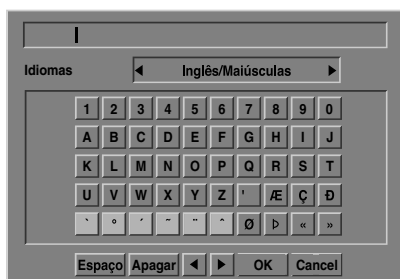 Idiomas ◀ Inglês/Maiúsculas ▶
1 2 3 4 5 6 7 8 9 0
A B C D E F G H I J
K L M N O P Q R S T
U V W X Y Z ' Æ Ç Ð
` ° ´ ~ ¨ ^ Ø Þ « »
Espaço Apagar ◀ ▶ OK Cancel